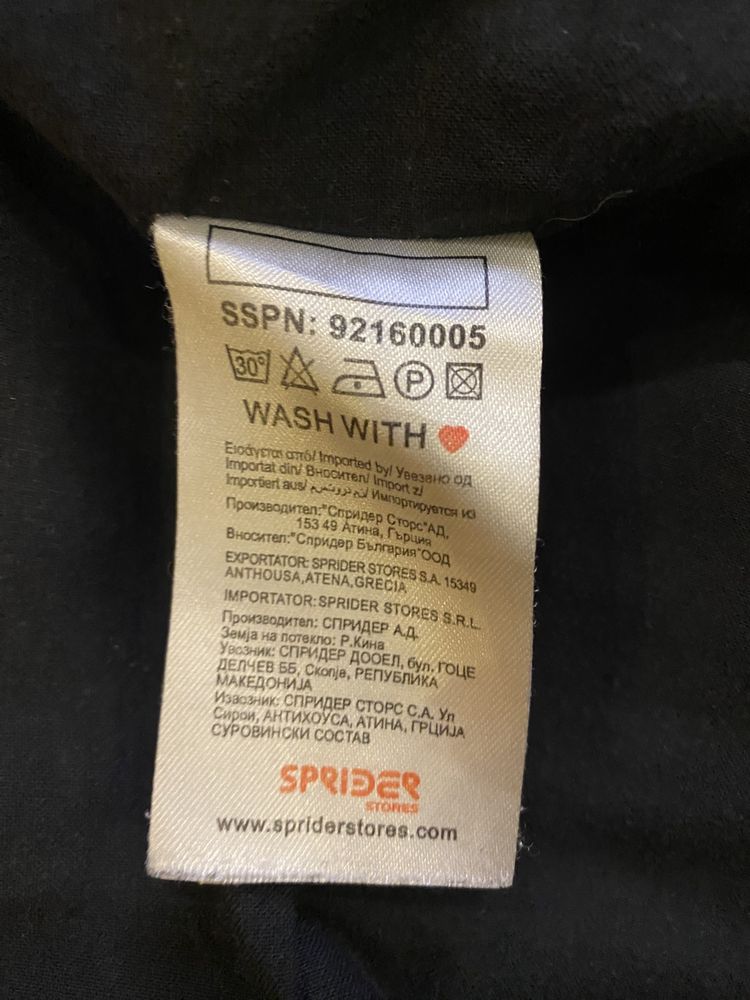 SSPN: 92160005
30°
P
WASH WITH ❤
Εισάγεται από/ Imported by/ Увезено ОД
Importat din/ Вносител/ Import z/
Importiert aus/ Импортируется ИЗ
Производител:"Спридер Сторс"АД,
153 49 Атина, Гърция
Вносител:"Спридер България"ООД
EXPORTATOR: SPRIDER STORES S.A. 15349
ANTHOUSA,ATENA,GRECIA
IMPORTATOR: SPRIDER STORES S.R.L.
Производител: СПРИДЕР А.Д.
Земја на потекло: Р.Кина
Увозник: СПРИДЕР ДООЕЛ, бул. ГОЦЕ
ДЕЛЧЕВ ББ, Скопје, РЕПУБЛИКА
МАКЕДОНИЈА
Извозник: СПРИДЕР СТОРС С.А. Ул
Сирои, АНТИХОУСА, АТИНА, ГРЦИЈА
СУРОВИНСКИ СОСТАВ
SPRIDER
STORES
www.spriderstores.com